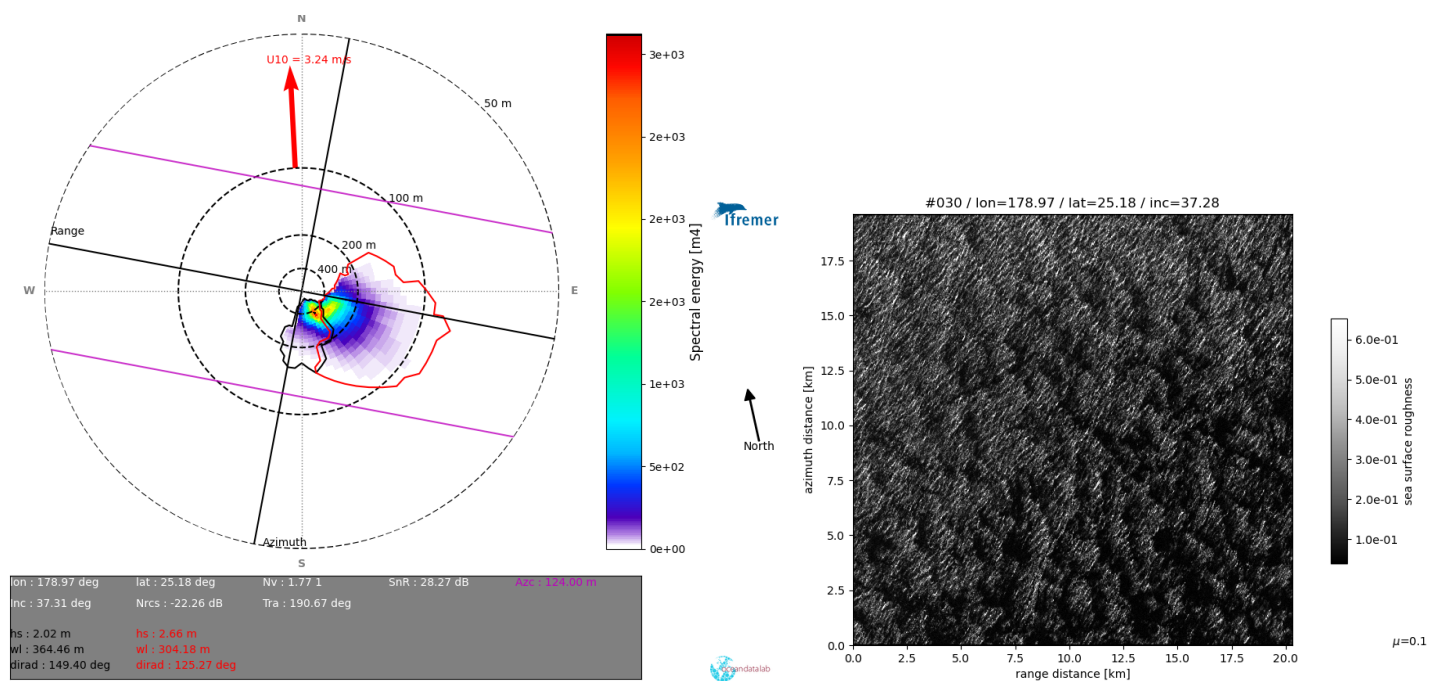 N
U10 = 3.24 m/s
50 m
100 m
Range
200 m
400 m
W
E
Azimuth
S
3e+03
2e+03
2e+03
2e+03
1e+03
1e+03
5e+02
0e+00
Spectral energy [m4]
lon : 178.97 deg lat : 25.18 deg Nv : 1.77 1 SnR : 28.27 dB Azc : 124.00 m
Inc : 37.31 deg Nrcs : -22.26 dB Tra : 190.67 deg
hs : 2.02 m hs : 2.66 m
wl : 364.46 m wl : 304.18 m
dirad : 149.40 deg dirad : 125.27 deg
Ifremer
North
oceandatalab
#030 / lon=178.97 / lat=25.18 / inc=37.28
17.5
15.0
12.5
10.0
7.5
5.0
2.5
0.0
azimuth distance [km]
0.0 2.5 5.0 7.5 10.0 12.5 15.0 17.5 20.0
range distance [km]
6.0e-01
5.0e-01
4.0e-01
3.0e-01
2.0e-01
1.0e-01
sea surface roughness
μ=0.1